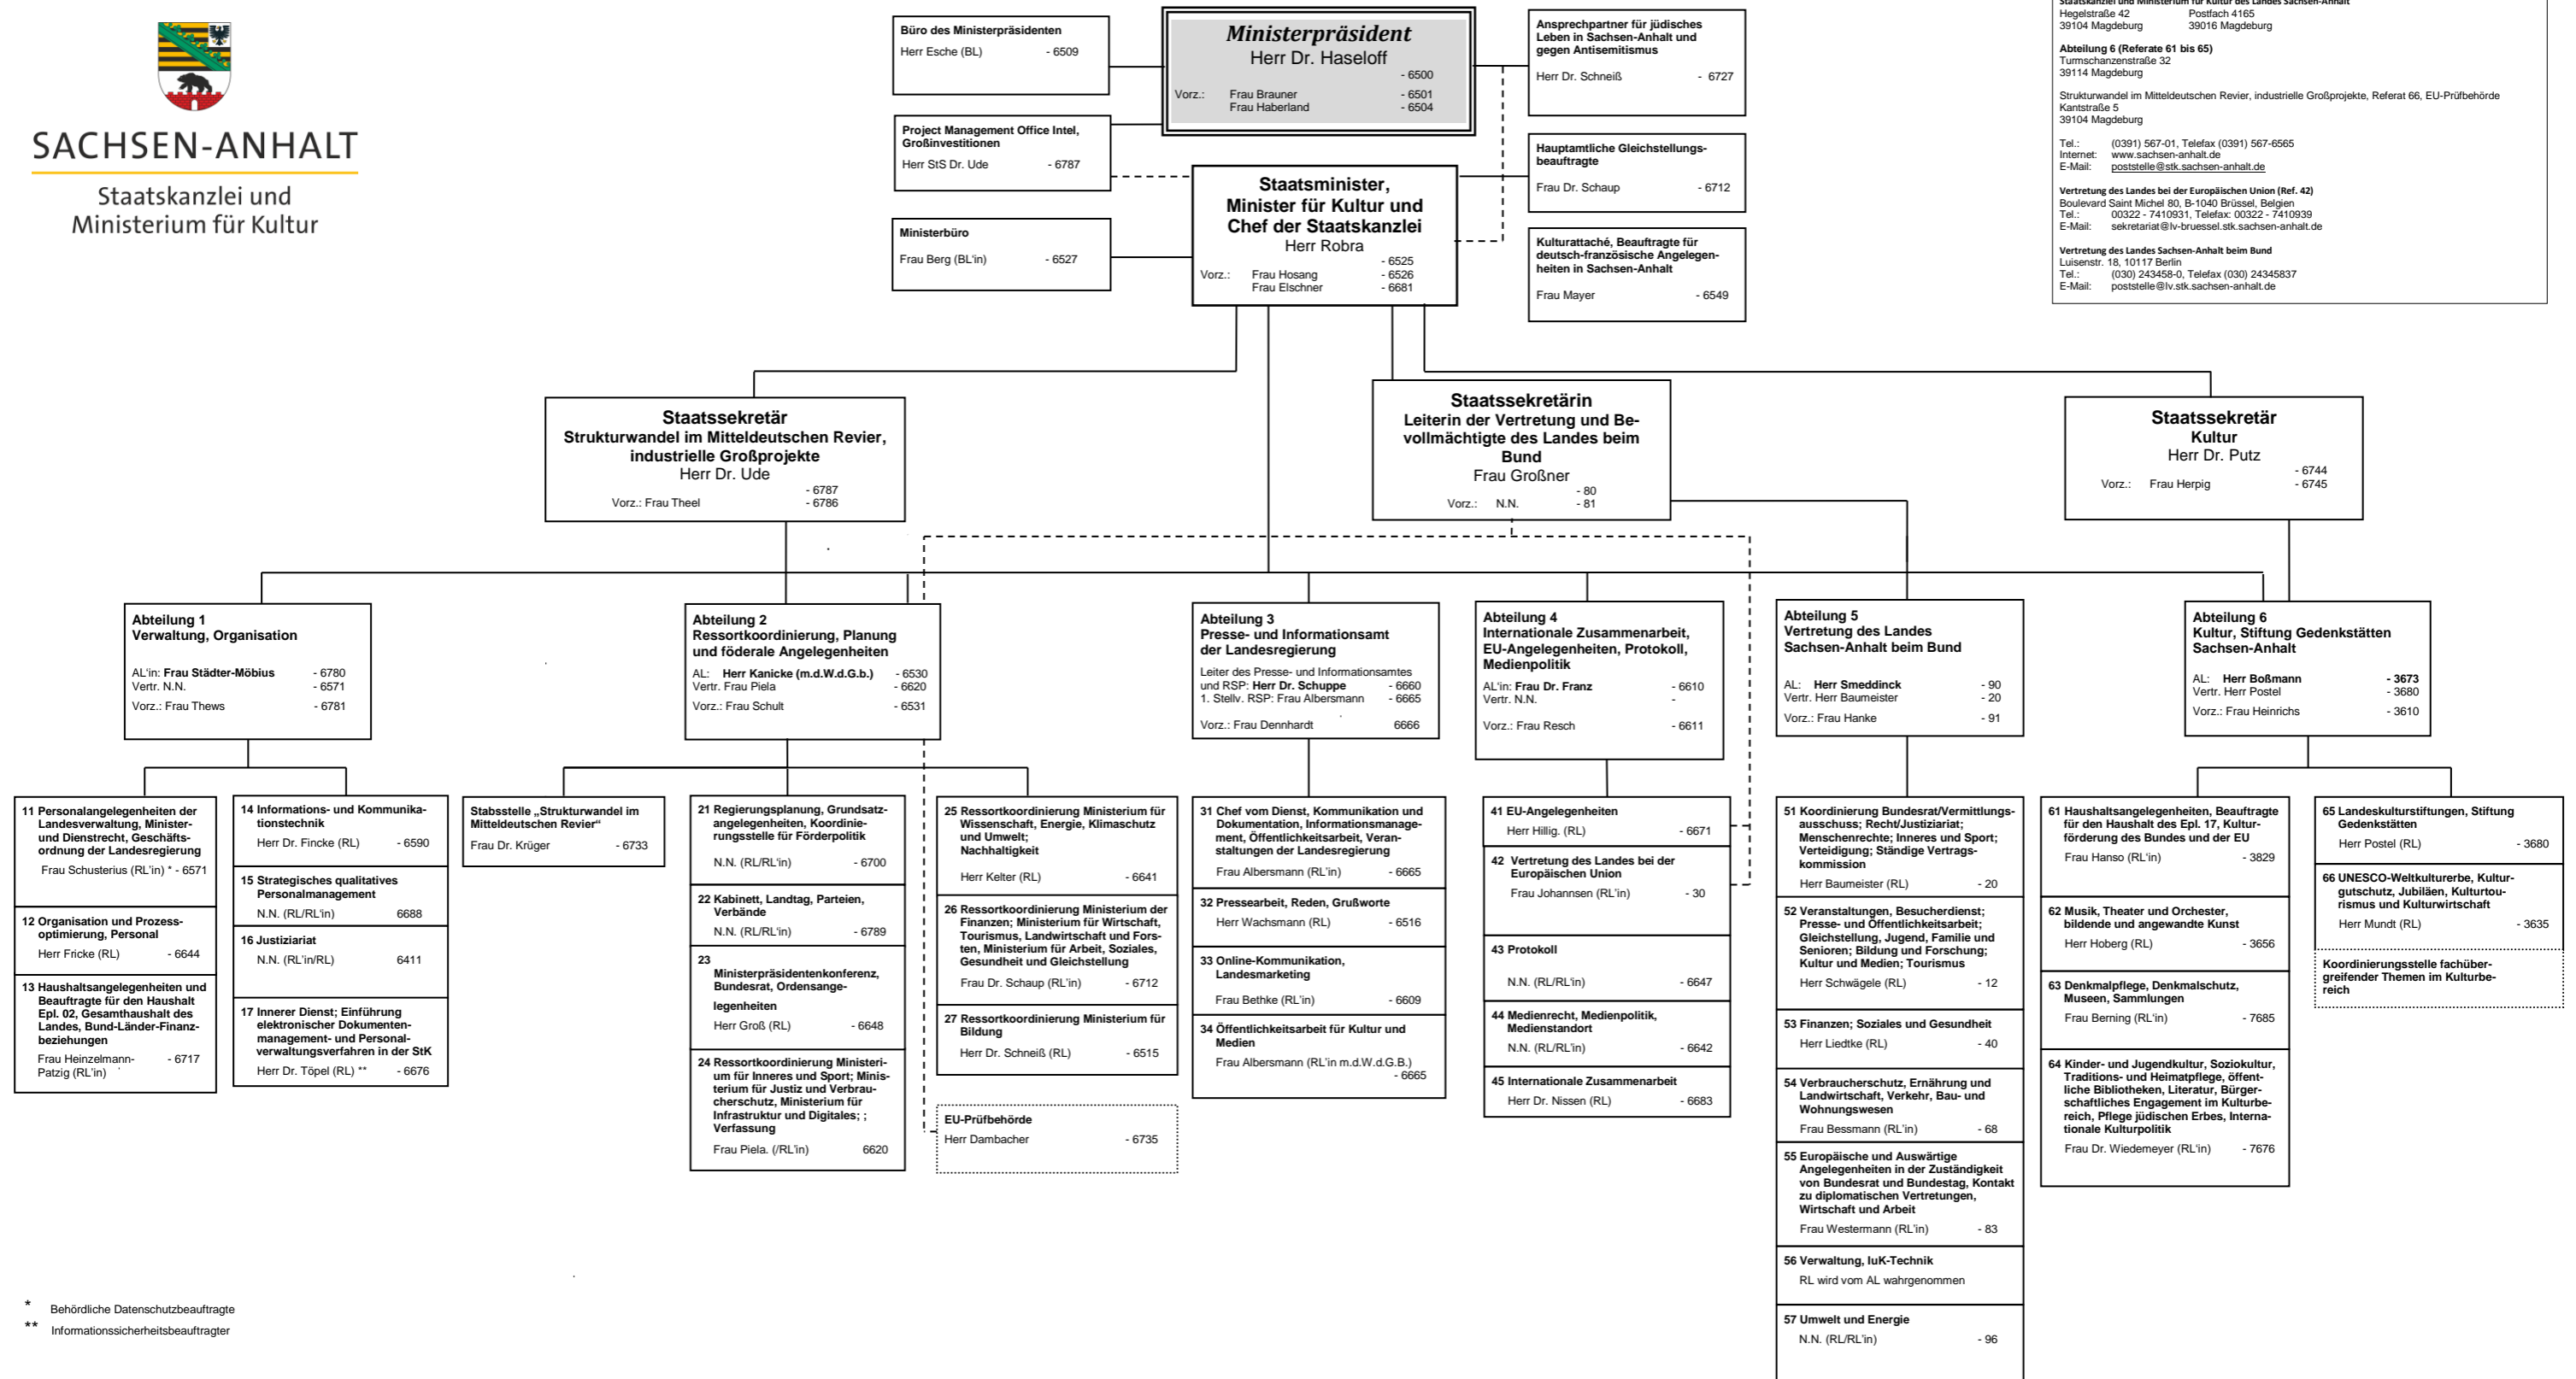 SACHSEN-ANHALT
Staatskanzlei und
Ministerium für Kultur
Büro des Ministerpräsidenten
Herr Esche (BL) - 6509
Project Management Office Intel,
Großinvestitionen
Herr StS Dr. Ude - 6787
Ministerbüro
Frau Berg (BL'in) - 6527
Ministerpräsident
Herr Dr. Haseloff
- 6500
Vorz.: Frau Brauner - 6501
Frau Haberland - 6504
Staatsminister,
Minister für Kultur und
Chef der Staatskanzlei
Herr Robra
- 6525
Vorz.: Frau Hosang - 6526
Frau Elschner - 6681
Ansprechpartner für jüdisches
Leben in Sachsen-Anhalt und
gegen Antisemitismus
Herr Dr. Schneiß - 6727
Hauptamtliche Gleichstellungs-
beauftragte
Frau Dr. Schaup - 6712
Kulturattaché, Beauftragte für
deutsch-französische Angelegen-
heiten in Sachsen-Anhalt
Frau Mayer - 6549
Staatskanzlei und Ministerium für Kultur des Landes Sachsen-Anhalt
Hegelstraße 42 Postfach 4165
39104 Magdeburg 39016 Magdeburg
Abteilung 6 (Referate 61 bis 65)
Turmschanzenstraße 32
39114 Magdeburg
Strukturwandel im Mitteldeutschen Revier, industrielle Großprojekte, Referat 66, EU-Prüfbehörde
Kantstraße 5
39104 Magdeburg
Tel.: (0391) 567-01, Telefax (0391) 567-6565
Internet: www.sachsen-anhalt.de
E-Mail: poststelle@stk.sachsen-anhalt.de
Vertretung des Landes bei der Europäischen Union (Ref. 42)
Boulevard Saint Michel 80, B-1040 Brüssel, Belgien
Tel.: 00322 - 7410931, Telefax: 00322 - 7410939
E-Mail: sekretariat@lv-bruessel.stk.sachsen-anhalt.de
Vertretung des Landes Sachsen-Anhalt beim Bund
Luisenstr. 18, 10117 Berlin
Tel.: (030) 243458-0, Telefax (030) 24345837
E-Mail: poststelle@lv.stk.sachsen-anhalt.de
Staatssekretär
Strukturwandel im Mitteldeutschen Revier,
industrielle Großprojekte
Herr Dr. Ude
- 6787
Vorz.: Frau Theel - 6786
Staatssekretärin
Leiterin der Vertretung und Be-
vollmächtigte des Landes beim
Bund
Frau Großner
- 80
Vorz.: N.N. - 81
Staatssekretär
Kultur
Herr Dr. Putz
- 6744
Vorz.: Frau Herpig - 6745
Abteilung 1
Verwaltung, Organisation
AL'in: Frau Städter-Möbius - 6780
Vertr. N.N. - 6571
Vorz.: Frau Thews - 6781
Abteilung 2
Ressortkoordinierung, Planung
und föderale Angelegenheiten
AL: Herr Kanicke (m.d.W.d.G.b.) - 6530
Vertr. Frau Piela - 6620
Vorz.: Frau Schult - 6531
Abteilung 3
Presse- und Informationsamt
der Landesregierung
Leiter des Presse- und Informationsamtes
und RSP: Herr Dr. Schuppe - 6660
1. Stellv. RSP: Frau Albersmann - 6665
Vorz.: Frau Dennhardt 6666
Abteilung 4
Internationale Zusammenarbeit,
EU-Angelegenheiten, Protokoll,
Medienpolitik
AL'in: Frau Dr. Franz - 6610
Vertr. N.N. -
Vorz.: Frau Resch - 6611
Abteilung 5
Vertretung des Landes
Sachsen-Anhalt beim Bund
AL: Herr Smeddinck - 90
Vertr. Herr Baumeister - 20
Vorz.: Frau Hanke - 91
Abteilung 6
Kultur, Stiftung Gedenkstätten
Sachsen-Anhalt
AL: Herr Boßmann - 3673
Vertr. Herr Postel - 3680
Vorz.: Frau Heinrichs - 3610
11 Personalangelegenheiten der
Landesverwaltung, Minister-
und Dienstrecht, Geschäfts-
ordnung der Landesregierung
Frau Schusterius (RL'in) * - 6571
12 Organisation und Prozess-
optimierung, Personal
Herr Fricke (RL) - 6644
13 Haushaltsangelegenheiten und
Beauftragte für den Haushalt
Epl. 02, Gesamthaushalt des
Landes, Bund-Länder-Finanz-
beziehungen
Frau Heinzelmann- - 6717
Patzig (RL'in)
14 Informations- und Kommunika-
tionstechnik
Herr Dr. Fincke (RL) - 6590
15 Strategisches qualitatives
Personalmanagement
N.N. (RL/RL'in) 6688
16 Justiziariat
N.N. (RL'in/RL) 6411
17 Innerer Dienst; Einführung
elektronischer Dokumenten-
management- und Personal-
verwaltungsverfahren in der StK
Herr Dr. Töpel (RL) ** - 6676
Stabsstelle „Strukturwandel im
Mitteldeutschen Revier“
Frau Dr. Krüger - 6733
21 Regierungsplanung, Grundsatz-
angelegenheiten, Koordinie-
rungsstelle für Förderpolitik
N.N. (RL/RL'in) - 6700
22 Kabinett, Landtag, Parteien,
Verbände
N.N. (RL/RL'in) - 6789
23
Ministerpräsidentenkonferenz,
Bundesrat, Ordensange-
legenheiten
Herr Groß (RL) - 6648
24 Ressortkoordinierung Ministeri-
um für Inneres und Sport; Minis-
terium für Justiz und Verbrau-
cherschutz, Ministerium für
Infrastruktur und Digitales; ;
Verfassung
Frau Piela. (/RL'in) 6620
25 Ressortkoordinierung Ministerium für
Wissenschaft, Energie, Klimaschutz
und Umwelt;
Nachhaltigkeit
Herr Kelter (RL) - 6641
26 Ressortkoordinierung Ministerium der
Finanzen; Ministerium für Wirtschaft,
Tourismus, Landwirtschaft und Fors-
ten, Ministerium für Arbeit, Soziales,
Gesundheit und Gleichstellung
Frau Dr. Schaup (RL'in) - 6712
27 Ressortkoordinierung Ministerium für
Bildung
Herr Dr. Schneiß (RL) - 6515
EU-Prüfbehörde
Herr Dambacher - 6735
31 Chef vom Dienst, Kommunikation und
Dokumentation, Informationsmanage-
ment, Öffentlichkeitsarbeit, Veran-
staltungen der Landesregierung
Frau Albersmann (RL'in) - 6665
32 Pressearbeit, Reden, Grußworte
Herr Wachsmann (RL) - 6516
33 Online-Kommunikation,
Landesmarketing
Frau Bethke (RL'in) - 6609
34 Öffentlichkeitsarbeit für Kultur und
Medien
Frau Albersmann (RL'in m.d.W.d.G.B.)
- 6665
41 EU-Angelegenheiten
Herr Hillig. (RL) - 6671
42 Vertretung des Landes bei der
Europäischen Union
Frau Johannsen (RL'in) - 30
43 Protokoll
N.N. (RL/RL'in) - 6647
44 Medienrecht, Medienpolitik,
Medienstandort
N.N. (RL/RL'in) - 6642
45 Internationale Zusammenarbeit
Herr Dr. Nissen (RL) - 6683
51 Koordinierung Bundesrat/Vermittlungs-
ausschuss; Recht/Justiziariat;
Menschenrechte; Inneres und Sport;
Verteidigung; Ständige Vertrags-
kommission
Herr Baumeister (RL) - 20
52 Veranstaltungen, Besucherdienst;
Presse- und Öffentlichkeitsarbeit;
Gleichstellung, Jugend, Familie und
Senioren; Bildung und Forschung;
Kultur und Medien; Tourismus
Herr Schwägele (RL) - 12
53 Finanzen; Soziales und Gesundheit
Herr Liedtke (RL) - 40
54 Verbraucherschutz, Ernährung und
Landwirtschaft, Verkehr, Bau- und
Wohnungswesen
Frau Bessmann (RL'in) - 68
55 Europäische und Auswärtige
Angelegenheiten in der Zuständigkeit
von Bundesrat und Bundestag, Kontakt
zu diplomatischen Vertretungen,
Wirtschaft und Arbeit
Frau Westermann (RL'in) - 83
56 Verwaltung, IuK-Technik
RL wird vom AL wahrgenommen
57 Umwelt und Energie
N.N. (RL/RL'in) - 96
61 Haushaltsangelegenheiten, Beauftragte
für den Haushalt des Epl. 17, Kultur-
förderung des Bundes und der EU
Frau Hanso (RL'in) - 3829
62 Musik, Theater und Orchester,
bildende und angewandte Kunst
Herr Hoberg (RL) - 3656
63 Denkmalpflege, Denkmalschutz,
Museen, Sammlungen
Frau Berning (RL'in) - 7685
64 Kinder- und Jugendkultur, Soziokultur,
Traditions- und Heimatpflege, öffent-
liche Bibliotheken, Literatur, Bürger-
schaftliches Engagement im Kulturbe-
reich, Pflege jüdischen Erbes, Interna-
tionale Kulturpolitik
Frau Dr. Wiedemeyer (RL'in) - 7676
65 Landeskulturstiftungen, Stiftung
Gedenkstätten
Herr Postel (RL) - 3680
66 UNESCO-Weltkulturerbe, Kultur-
gutschutz, Jubiläen, Kulturtou-
rismus und Kulturwirtschaft
Herr Mundt (RL) - 3635
Koordinierungsstelle fachüber-
greifender Themen im Kulturbe-
reich
* Behördliche Datenschutzbeauftragte
** Informationssicherheitsbeauftragter